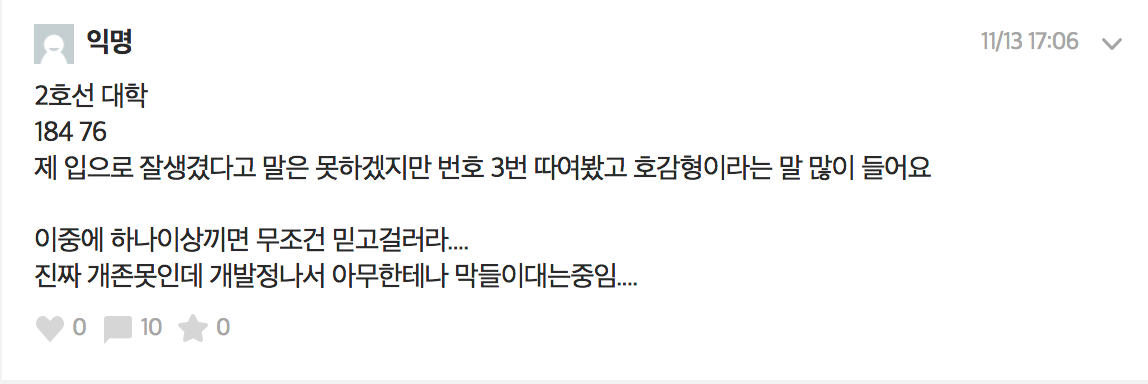 익명
11/13 17:06
2호선 대학
184 76
제 입으로 잘생겼다고 말은 못하겠지만 번호 3번 따여봤고 호감형이라는 말 많이 들어요
이중에 하나이상끼면 무조건 믿고걸러라....
진짜 개존못인데 개발정나서 아무한테나 막들이대는중임....
0 10 0